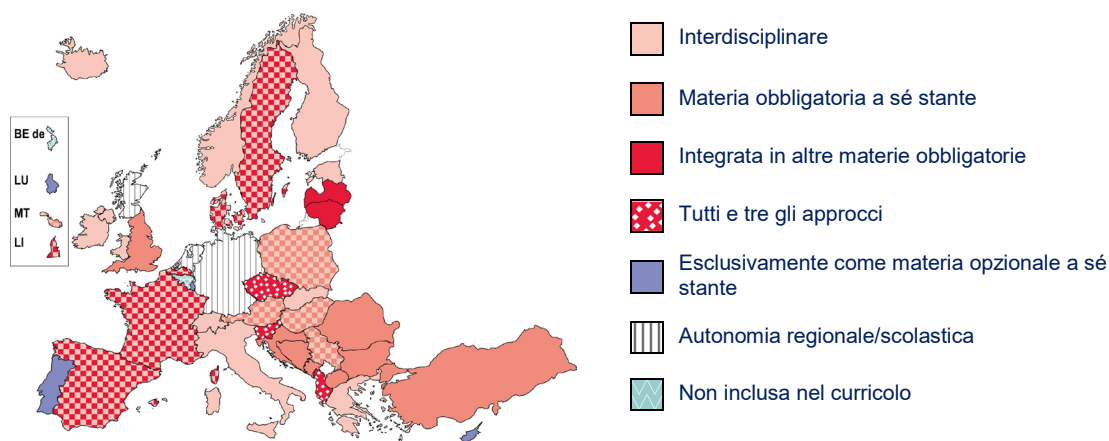 BE de
LU
MT
LI
Interdisciplinare
Materia obbligatoria a sé stante
Integrata in altre materie obbligatorie
Tutti e tre gli approcci
Esclusivamente come materia opzionale a sé
stante
Autonomia regionale/scolastica
Non inclusa nel curricolo